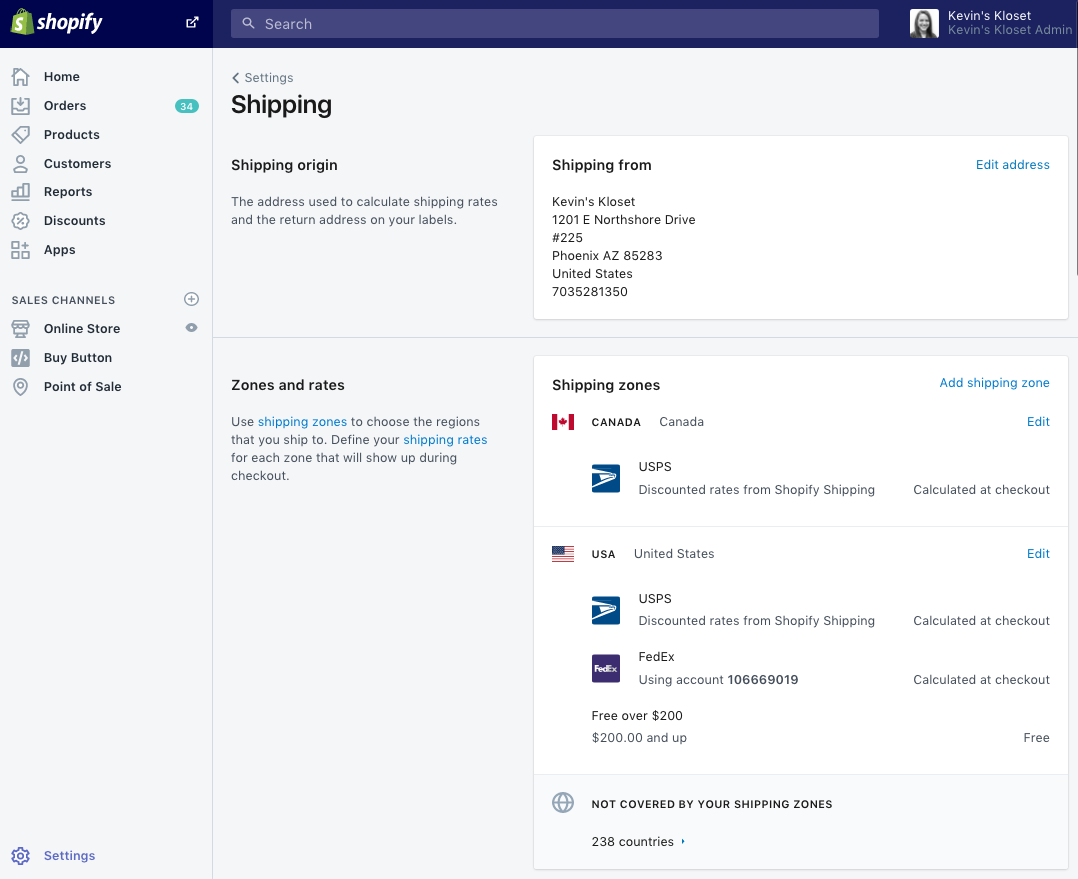 shopify
Search
Kevin's Kloset
Kevin's Kloset Admin
Home
Orders
34
Products
Customers
Reports
Discounts
Apps
SALES CHANNELS
Online Store
Buy Button
Point of Sale
Settings
Settings
Shipping
Shipping origin
The address used to calculate shipping rates
and the return address on your labels.
Shipping from
Edit address
Kevin's Kloset
1201 E Northshore Drive
#225
Phoenix AZ 85283
United States
7035281350
Zones and rates
Use shipping zones to choose the regions
that you ship to. Define your shipping rates
for each zone that will show up during
checkout.
Shipping zones
Add shipping zone
CANADA Canada
Edit
USPS
Discounted rates from Shopify Shipping
Calculated at checkout
USA United States
Edit
USPS
Discounted rates from Shopify Shipping
Calculated at checkout
FedEx
FedEx
Using account 106669019
Calculated at checkout
Free over $200
$200.00 and up
Free
NOT COVERED BY YOUR SHIPPING ZONES
238 countries